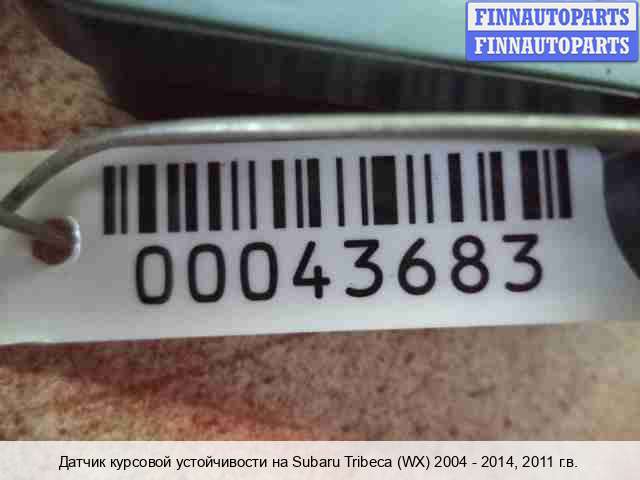 FINNAUTOPARTS
FINNAUTOPARTS
00043683
Датчик курсовой устойчивости на Subaru Tribeca (WX) 2004 - 2014, 2011 г.в.